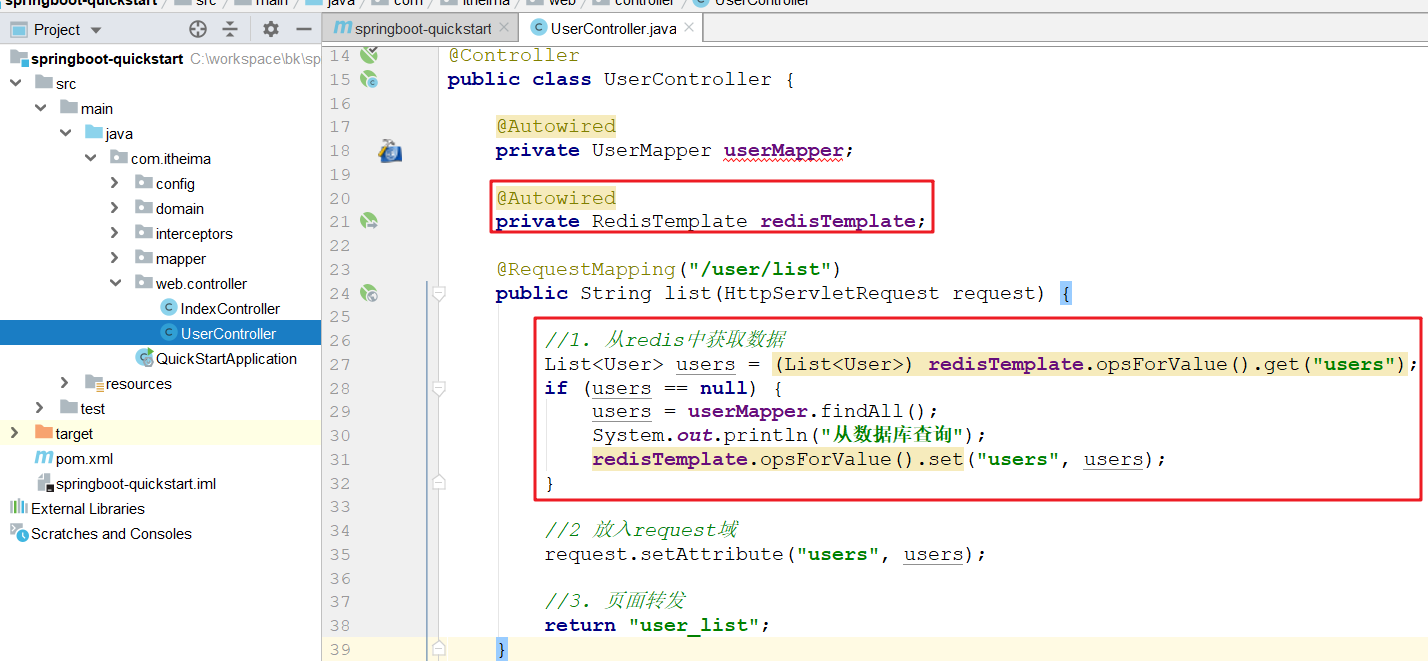 springboot-quickstart src main java com itheima web controller UserController
Project
springboot-quickstart
UserController.java
springboot-quickstart C:\workspace\bk\sp
src
main
java
com.itheima
config
domain
interceptors
mapper
web.controller
IndexController
UserController
QuickStartApplication
resources
test
target
pom.xml
springboot-quickstart.iml
External Libraries
Scratches and Consoles
14 @Controller
15 public class UserController {
16
17 @Autowired
18 private UserMapper userMapper;
19
20 @Autowired
21 private RedisTemplate redisTemplate;
22
23 @RequestMapping("/user/list")
24 public String list(HttpServletRequest request) {
25
26 //1. 从redis中获取数据
27 List<User> users = (List<User>) redisTemplate.opsForValue().get("users");
28 if (users == null) {
29 users = userMapper.findAll();
30 System.out.println("从数据库查询");
31 redisTemplate.opsForValue().set("users", users);
32 }
33
34 //2 放入request域
35 request.setAttribute("users", users);
36
37 //3. 页面转发
38 return "user_list";
39 }